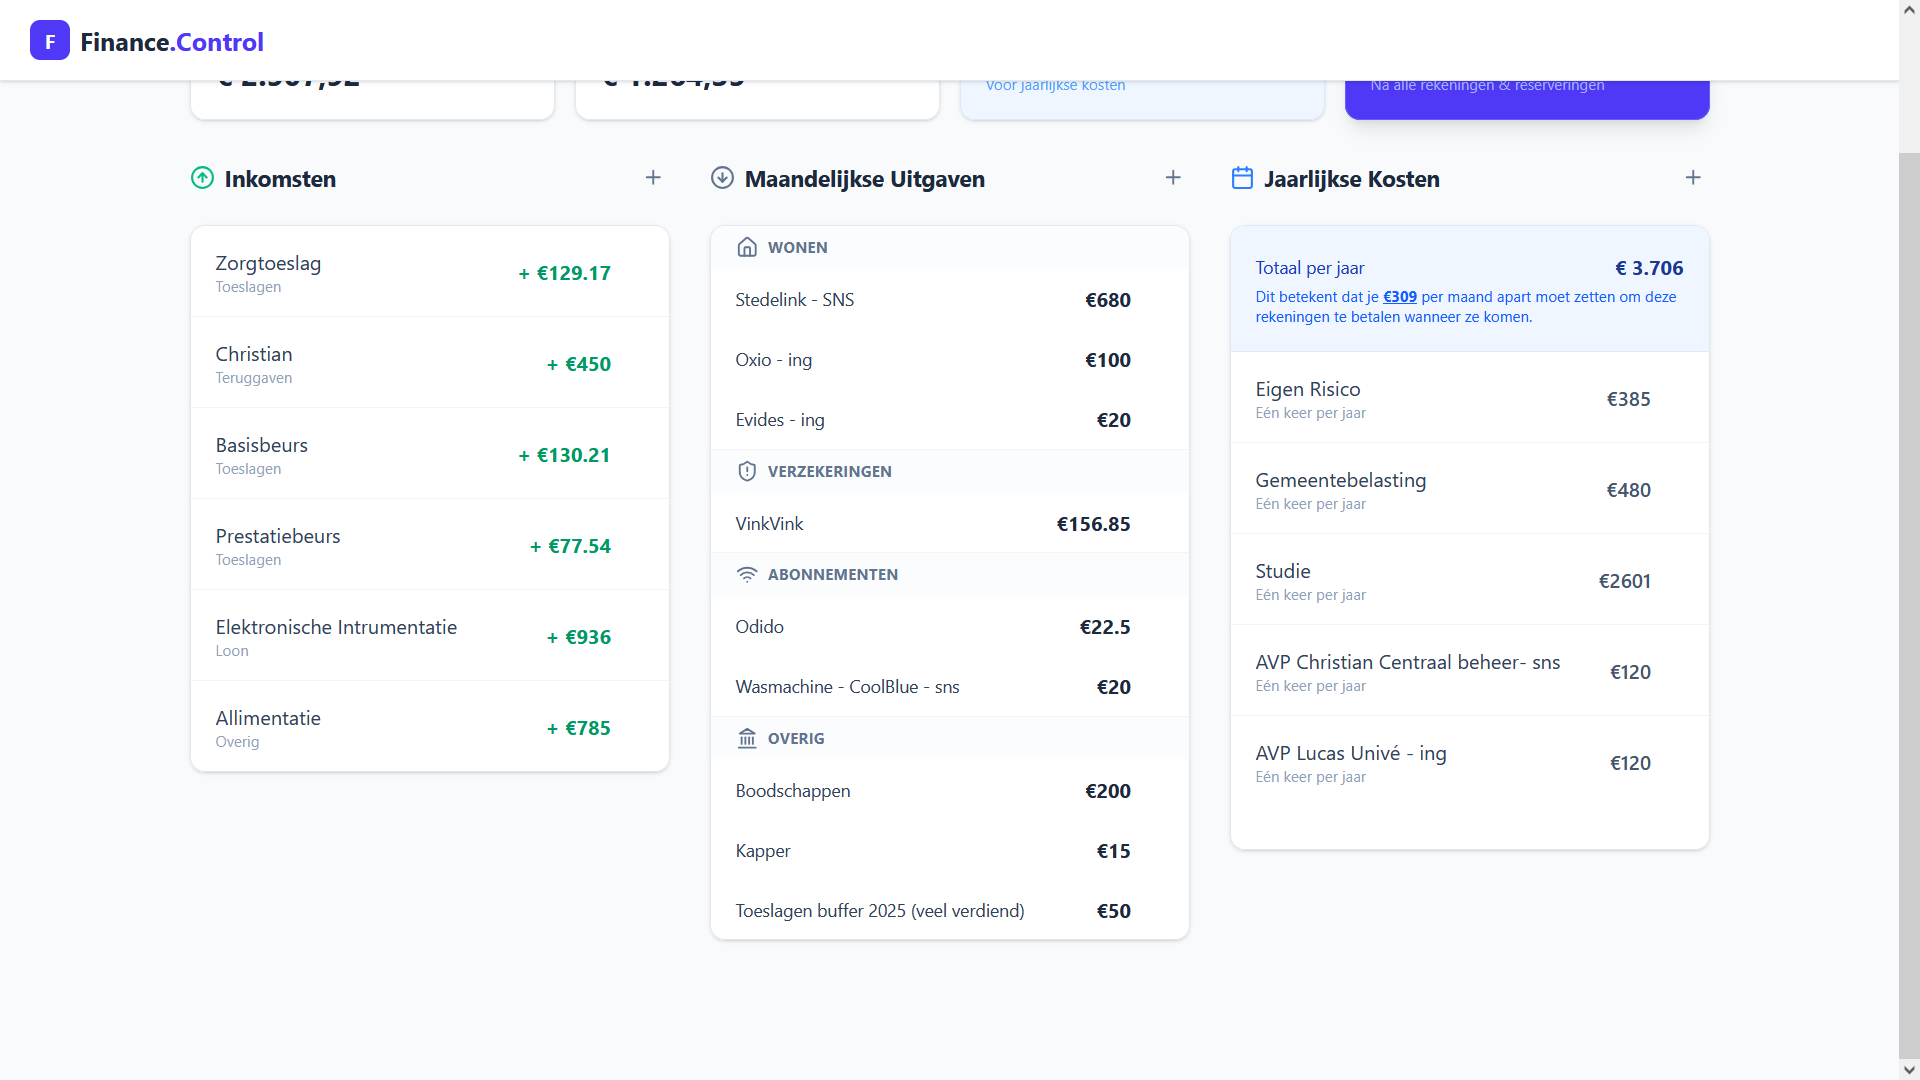 F Finance.Control
Voor jaarlijkse kosten
Na alle rekeningen & reserveringen
Inkomsten
Zorgtoeslag
Toeslagen
+ €129.17
Christian
Teruggaven
+ €450
Basisbeurs
Toeslagen
+ €130.21
Prestatiebeurs
Toeslagen
+ €77.54
Elektronische Intrumentatie
Loon
+ €936
Allimentatie
Overig
+ €785
Maandelijkse Uitgaven
WONEN
Stedelink - SNS €680
Oxio - ing €100
Evides - ing €20
VERZEKERINGEN
VinkVink €156.85
ABONNEMENTEN
Odido €22.5
Wasmachine - CoolBlue - sns €20
OVERIG
Boodschappen €200
Kapper €15
Toeslagen buffer 2025 (veel verdiend) €50
Jaarlijkse Kosten
Totaal per jaar € 3.706
Dit betekent dat je €309 per maand apart moet zetten om deze
rekeningen te betalen wanneer ze komen.
Eigen Risico
Eén keer per jaar
€385
Gemeentebelasting
Eén keer per jaar
€480
Studie
Eén keer per jaar
€2601
AVP Christian Centraal beheer- sns
Eén keer per jaar
€120
AVP Lucas Univé - ing
Eén keer per jaar
€120